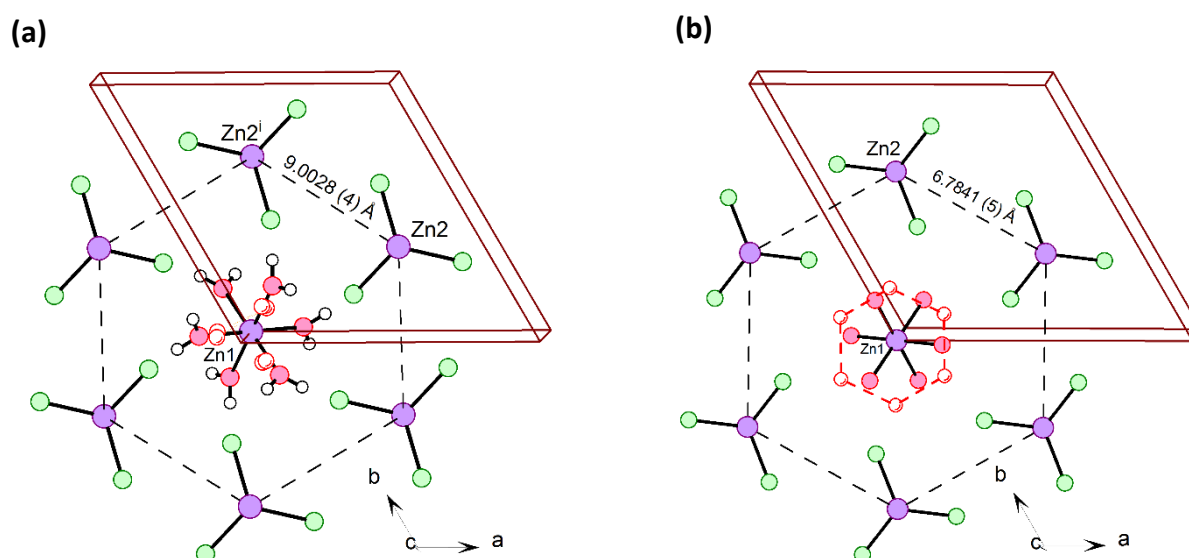 (a)
Zn2ⁱ
9.0028 (4) Å
Zn2
Zn1
b
c
a
(b)
Zn2
6.7841 (5) Å
Zn1
b
c
a